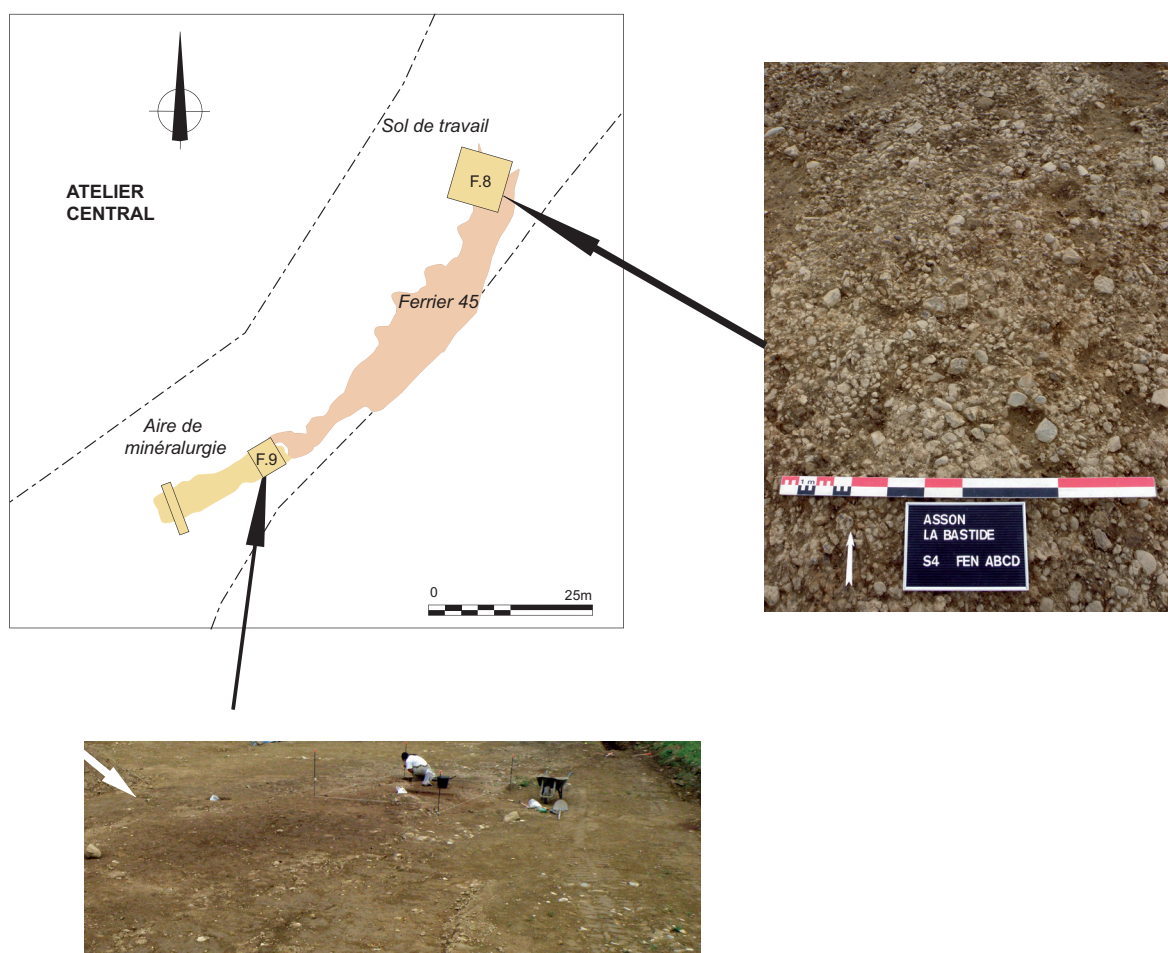 Sol de travail
F.8
ATELIER
CENTRAL
Ferrier 45
Aire de
minéralurgie
F.9
0 25m
1 m
ASSON
LA BASTIDE
S4 FEN ABCD